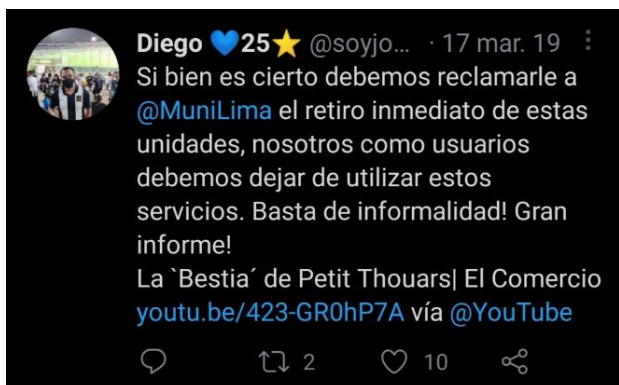 Diego 💙25⭐ @soyjo... · 17 mar. 19
Si bien es cierto debemos reclamarle a
@MuniLima el retiro inmediato de estas
unidades, nosotros como usuarios
debemos dejar de utilizar estos
servicios. Basta de informalidad! Gran
informe!
La `Bestia´ de Petit Thouars| El Comercio
youtu.be/423-GR0hP7A vía @YouTube
2 10